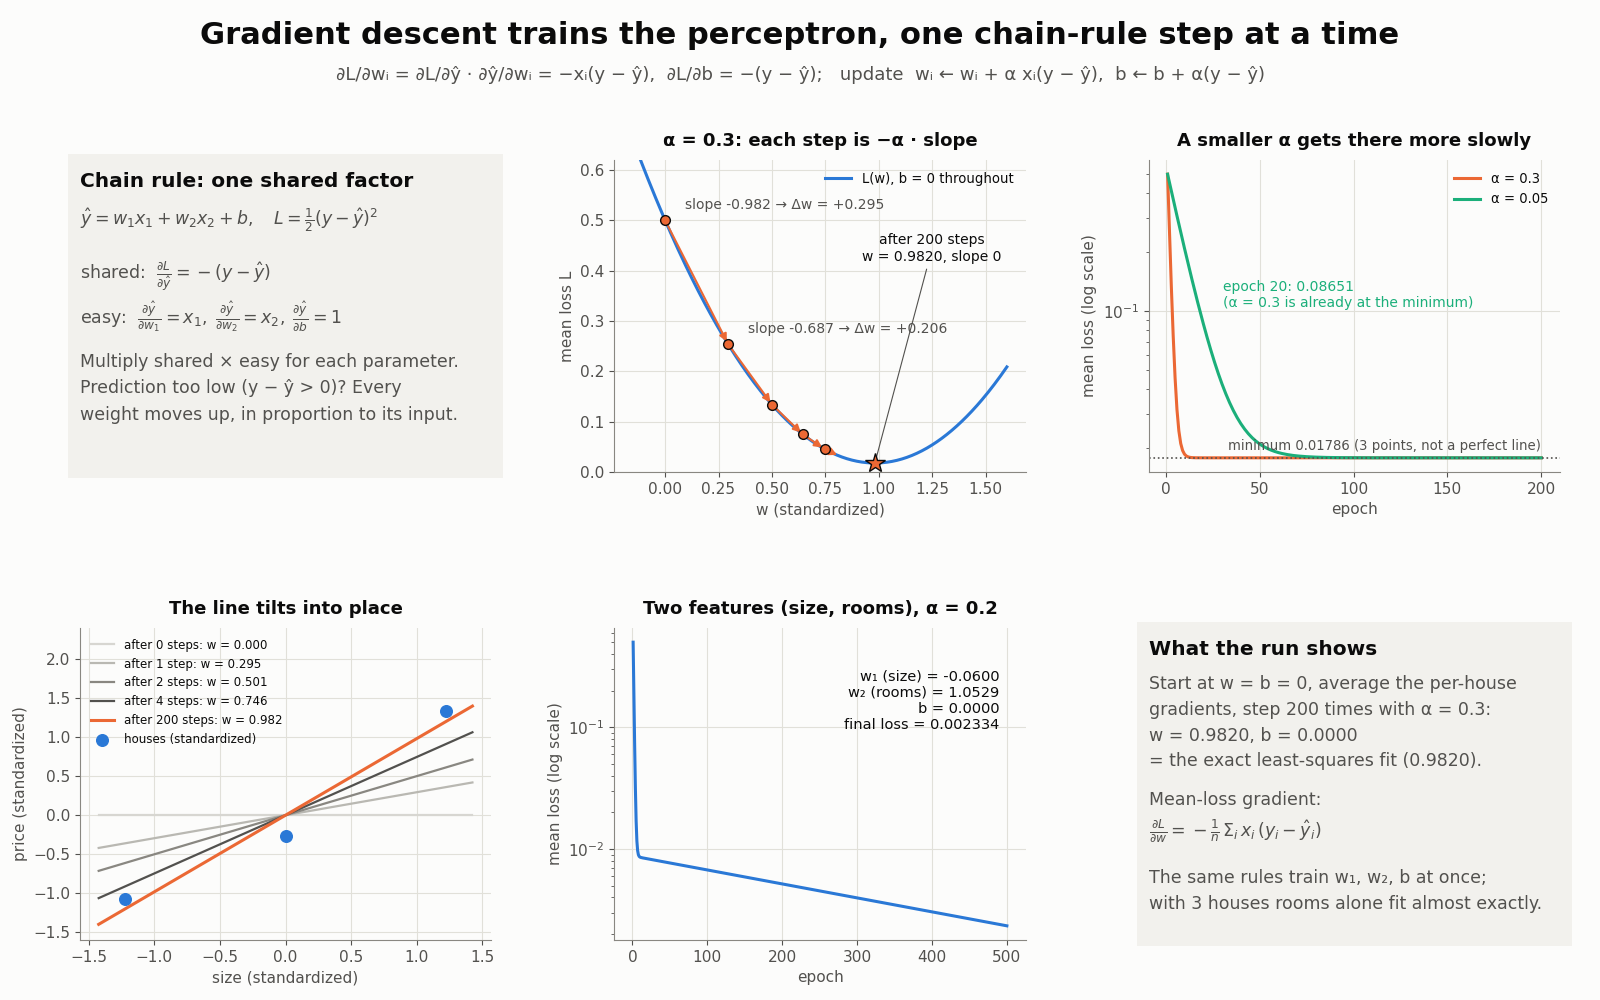 Gradient descent trains the perceptron, one chain-rule step at a time
∂L/∂wᵢ = ∂L/∂ŷ · ∂ŷ/∂wᵢ = −xᵢ(y − ŷ),  ∂L/∂b = −(y − ŷ);   update  wᵢ ← wᵢ + α xᵢ(y − ŷ),  b ← b + α(y − ŷ)
Chain rule: one shared factor
ŷ = w₁x₁ + w₂x₂ + b,    L = ½(y − ŷ)²
shared:  ∂L/∂ŷ = −(y − ŷ)
easy:  ∂ŷ/∂w₁ = x₁, ∂ŷ/∂w₂ = x₂, ∂ŷ/∂b = 1
Multiply shared × easy for each parameter.
Prediction too low (y − ŷ > 0)? Every
weight moves up, in proportion to its input.
α = 0.3: each step is −α · slope
L(w), b = 0 throughout
slope -0.982 → Δw = +0.295
after 200 steps
w = 0.9820, slope 0
slope -0.687 → Δw = +0.206
mean loss L
0.6
0.5
0.4
0.3
0.2
0.1
0.0
0.00 0.25 0.50 0.75 1.00 1.25 1.50
w (standardized)
A smaller α gets there more slowly
α = 0.3
α = 0.05
epoch 20: 0.08651
(α = 0.3 is already at the minimum)
minimum 0.01786 (3 points, not a perfect line)
mean loss (log scale)
10⁻¹
0 50 100 150 200
epoch
The line tilts into place
after 0 steps: w = 0.000
after 1 step: w = 0.295
after 2 steps: w = 0.501
after 4 steps: w = 0.746
after 200 steps: w = 0.982
houses (standardized)
price (standardized)
2.0
1.5
1.0
0.5
0.0
−0.5
−1.0
−1.5
−1.5 −1.0 −0.5 0.0 0.5 1.0 1.5
size (standardized)
Two features (size, rooms), α = 0.2
w₁ (size) = -0.0600
w₂ (rooms) = 1.0529
b = 0.0000
final loss = 0.002334
mean loss (log scale)
10⁻¹
10⁻²
0 100 200 300 400 500
epoch
What the run shows
Start at w = b = 0, average the per-house
gradients, step 200 times with α = 0.3:
w = 0.9820, b = 0.0000
= the exact least-squares fit (0.9820).
Mean-loss gradient:
∂L/∂w = −1/n Σᵢ xᵢ (yᵢ − ŷᵢ)
The same rules train w₁, w₂, b at once;
with 3 houses rooms alone fit almost exactly.